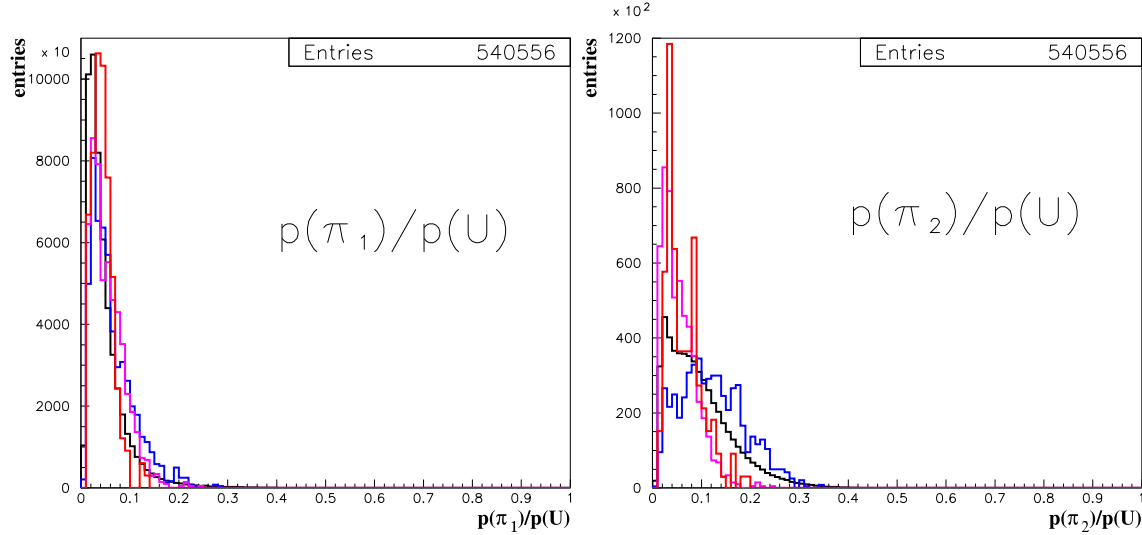 × 10
entries
Entries 540556
10000
8000
6000
4000
2000
0
p(π₁)/p(U)
0 0.1 0.2 0.3 0.4 0.5 0.6 0.7 0.8 0.9 1
p(π₁)/p(U)
× 10²
entries
Entries 540556
1200
1000
800
600
400
200
0
p(π₂)/p(U)
0 0.1 0.2 0.3 0.4 0.5 0.6 0.7 0.8 0.9 1
p(π₂)/p(U)